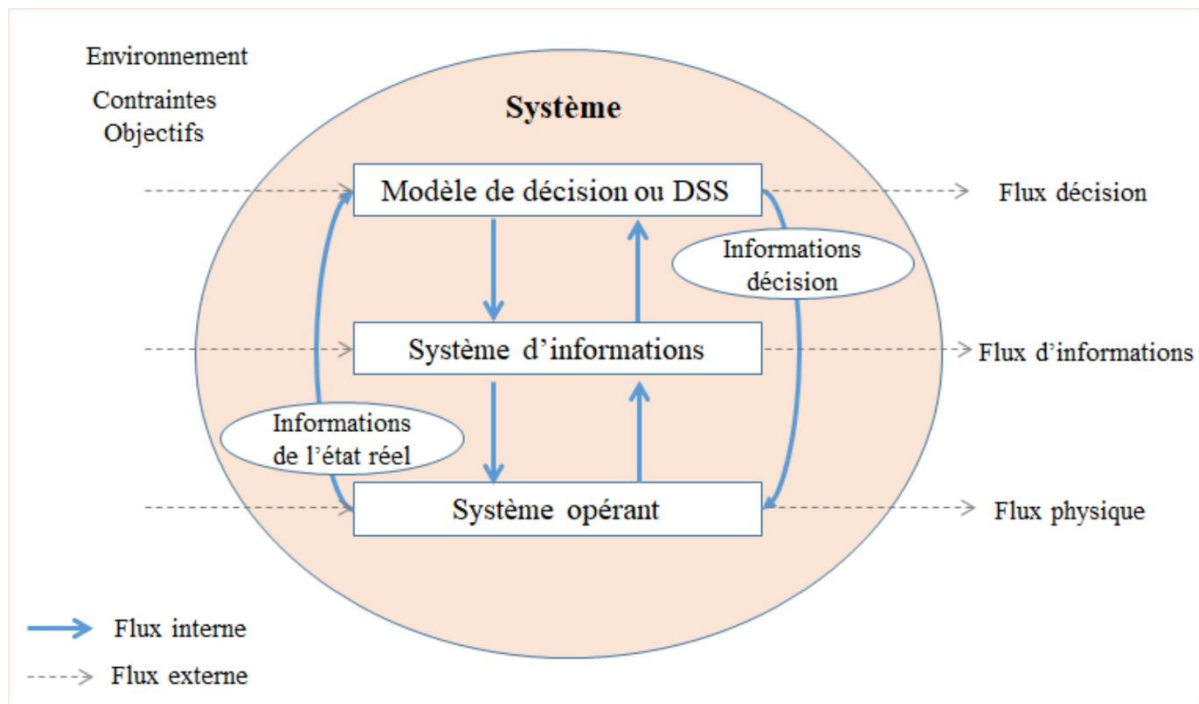 Environnement
Contraintes
Objectifs
Système
Modèle de décision ou DSS
Flux décision
Informations
décision
Système d’informations
Flux d’informations
Informations
de l’état réel
Système opérant
Flux physique
Flux interne
Flux externe